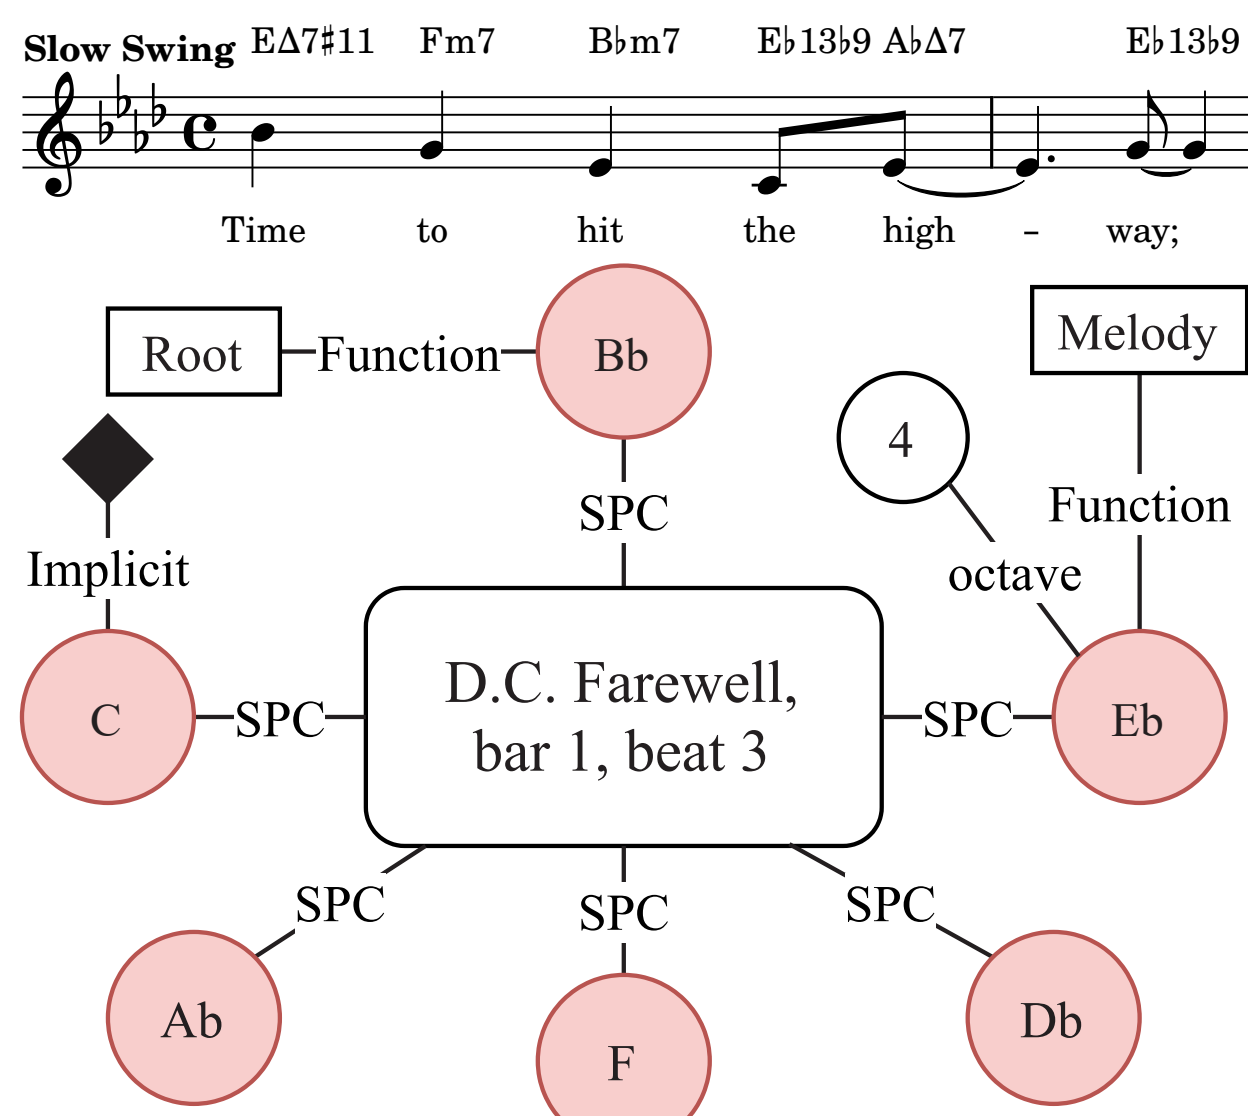 Slow Swing EΔ7♯11 Fm7 B♭m7 E♭13♭9 A♭Δ7 E♭13♭9
Time to hit the high - way;
Root Function Bb Melody
4
SPC Function
Implicit octave
D.C. Farewell,
C SPC SPC Eb
bar 1, beat 3
SPC SPC SPC
Ab F Db